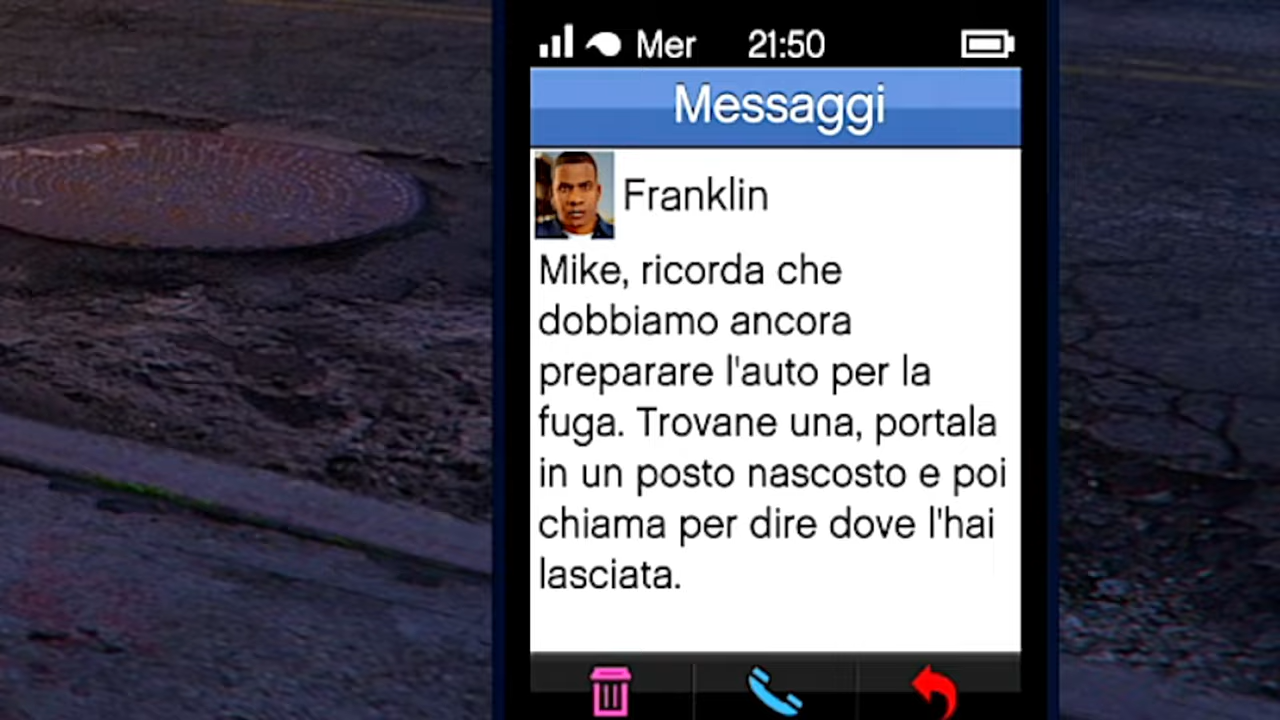 Mer 21:50
Messaggi
Franklin
Mike, ricorda che
dobbiamo ancora
preparare l'auto per la
fuga. Trovane una, portala
in un posto nascosto e poi
chiama per dire dove l'hai
lasciata.